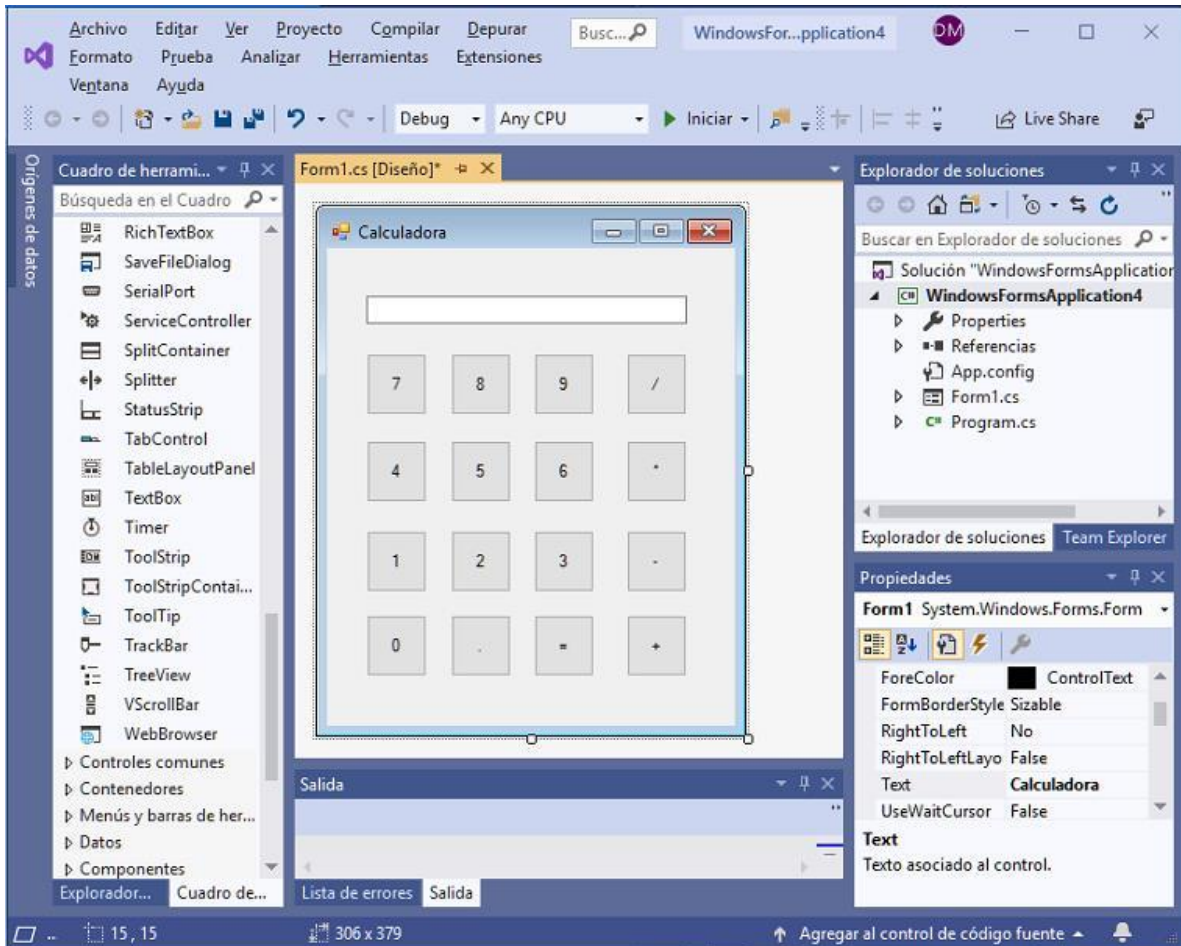 Archivo Editar Ver Proyecto Compilar Depurar Busc... WindowsFor...pplication4 DM
Formato Prueba Analizar Herramientas Extensiones
Ventana Ayuda
Debug Any CPU Iniciar Live Share
Orígenes de datos
Cuadro de herrami...
Búsqueda en el Cuadro
RichTextBox
SaveFileDialog
SerialPort
ServiceController
SplitContainer
Splitter
StatusStrip
TabControl
TableLayoutPanel
TextBox
Timer
ToolStrip
ToolStripContai...
ToolTip
TrackBar
TreeView
VScrollBar
WebBrowser
Controles comunes
Contenedores
Menús y barras de her...
Datos
Componentes
Explorador... Cuadro de...
Form1.cs [Diseño]*
Calculadora
7 8 9 /
4 5 6 *
1 2 3 -
0 . = +
Salida
Lista de errores Salida
Explorador de soluciones
Buscar en Explorador de soluciones
Solución "WindowsFormsApplication
WindowsFormsApplication4
Properties
Referencias
App.config
Form1.cs
Program.cs
Explorador de soluciones Team Explorer
Propiedades
Form1 System.Windows.Forms.Form
ForeColor ControlText
FormBorderStyle Sizable
RightToLeft No
RightToLeftLayo False
Text Calculadora
UseWaitCursor False
Text
Texto asociado al control.
.. 15, 15 306 x 379 Agregar al control de código fuente